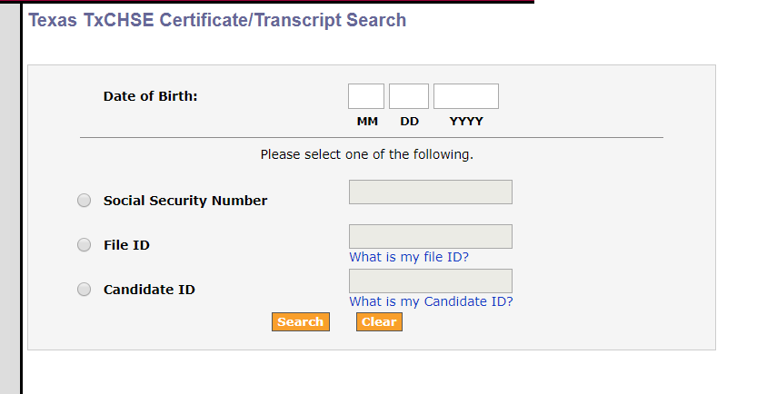 Texas TxCHSE Certificate/Transcript Search
Date of Birth:
MM DD YYYY
Please select one of the following.
Social Security Number
File ID
What is my file ID?
Candidate ID
What is my Candidate ID?
Search Clear